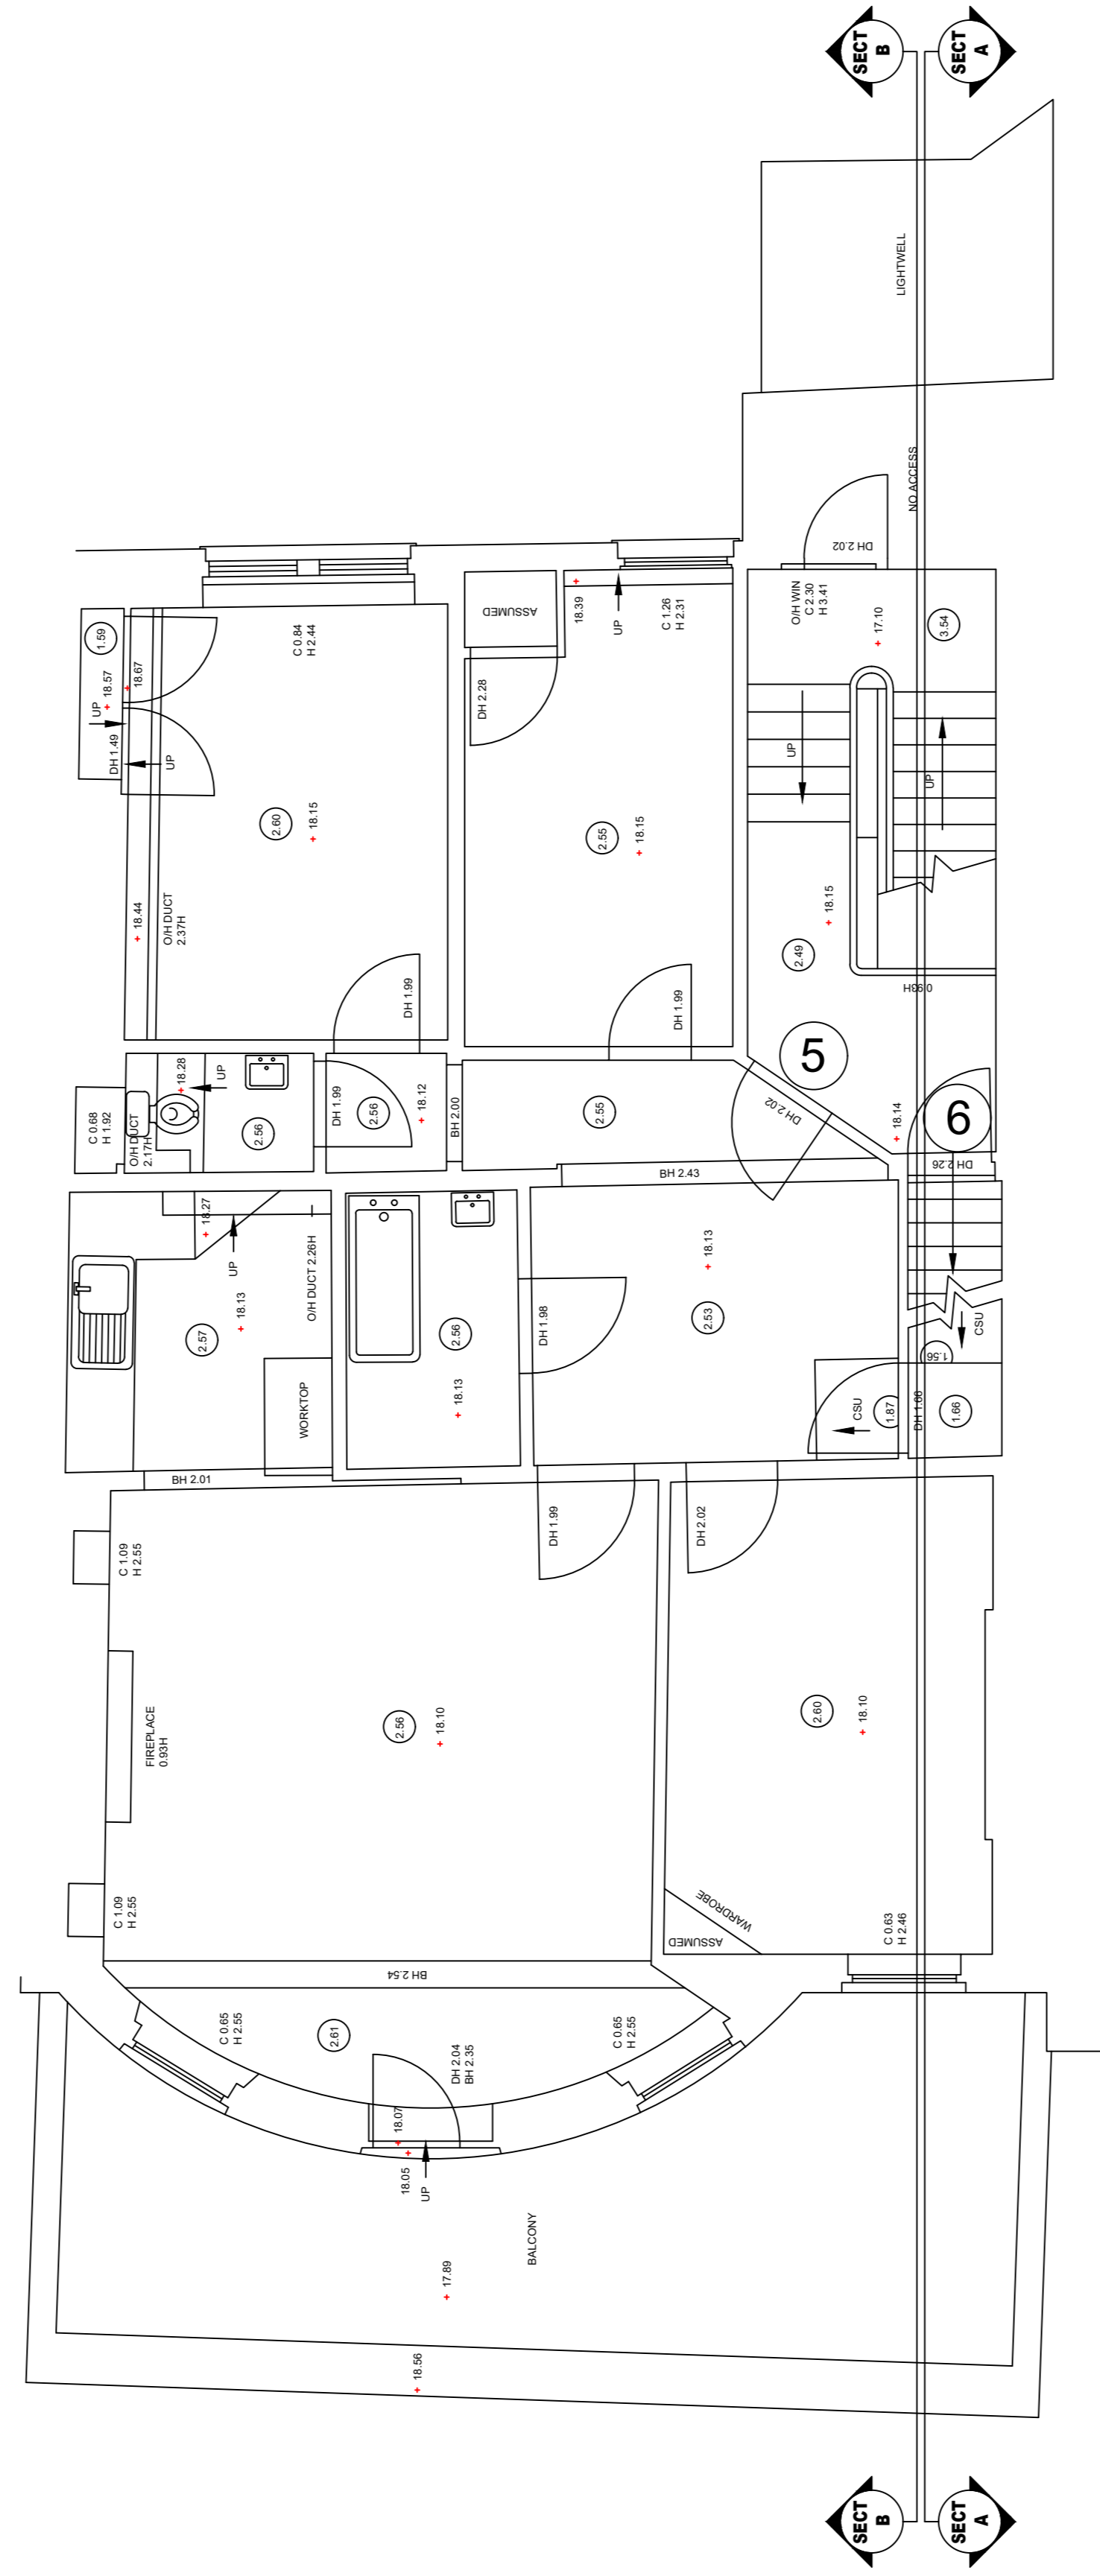 SECT
B
SECT
A
LIGHTWELL
NO ACCESS
DH 2.02
O/H WIN
C 2.30
H 3.41
17.10
3.54
UP
UP
18.15
2.49
0.93H
5
6
18.14
DH 2.26
DH 2.02
1.59
18.57
18.67
UP
DH 1.49
UP
C 0.84
H 2.44
2.60
18.15
18.44
O/H DUCT
2.37H
DH 1.99
ASSUMED
18.39
UP
C 1.26
H 2.31
DH 2.28
2.55
18.15
DH 1.99
C 0.68
H 1.92
O/H DUCT
2.17H
18.28
UP
2.56
DH 1.99
2.56
18.12
BH 2.00
2.55
BH 2.43
18.27
UP
18.13
2.57
O/H DUCT 2.26H
WORKTOP
BH 2.01
2.56
18.13
DH 1.98
18.13
2.53
CSU
1.87
CSU
1.56
DH 1.66
1.66
C 1.09
H 2.55
DH 1.99
DH 2.02
FIREPLACE
0.93H
2.56
18.10
2.60
18.10
C 1.09
H 2.55
WARDROBE
ASSUMED
C 0.63
H 2.46
BH 2.54
C 0.65
H 2.55
2.61
DH 2.04
BH 2.35
C 0.65
H 2.55
18.07
18.05
UP
BALCONY
17.89
18.56
SECT
B
SECT
A